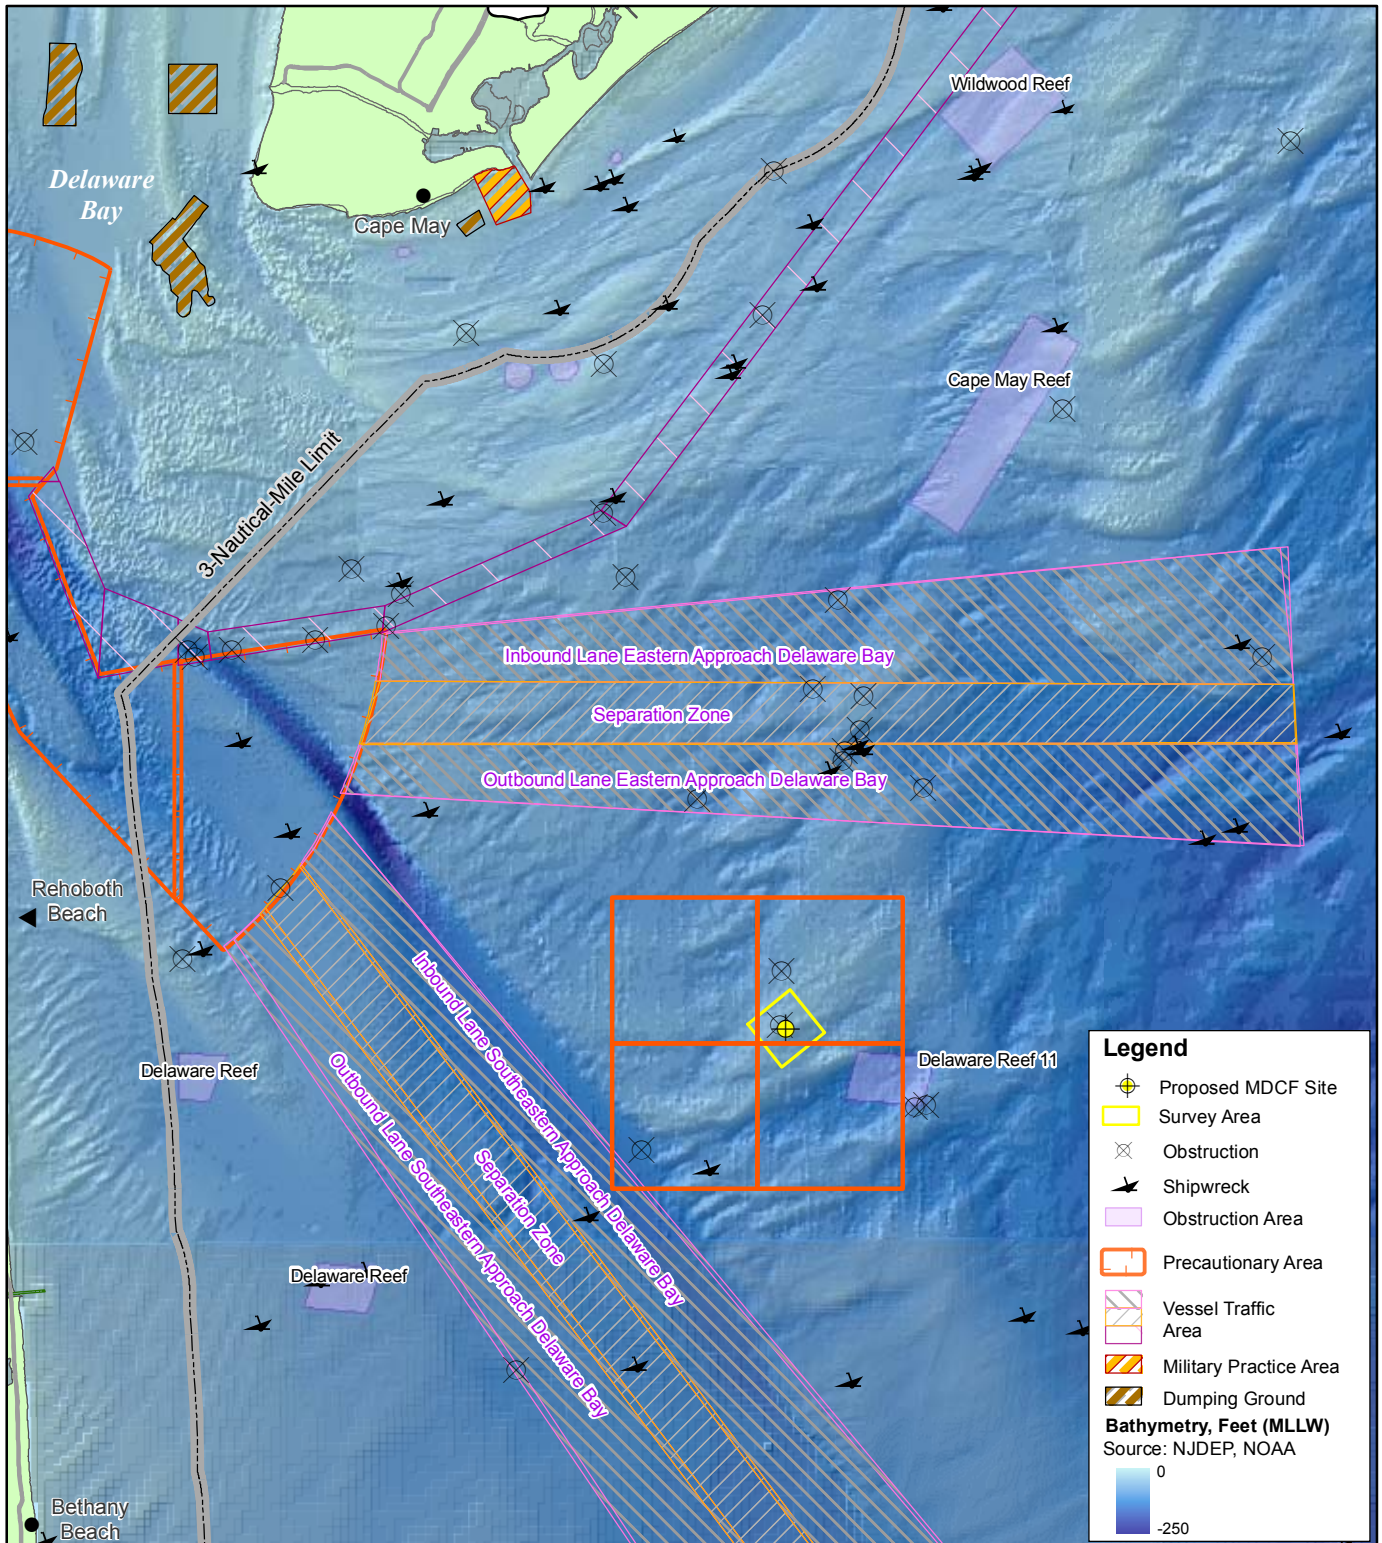 Wildwood Reef
Delaware
Bay
Cape May
Cape May Reef
3-Nautical-Mile Limit
Inbound Lane Eastern Approach Delaware Bay
Separation Zone
Outbound Lane Eastern Approach Delaware Bay
Rehoboth
Beach
Inbound Lane Southeastern Approach Delaware Bay
Separation Zone
Outbound Lane Southeastern Approach Delaware Bay
Delaware Reef
Delaware Reef 11
Delaware Reef
Bethany
Beach
Legend
Proposed MDCF Site
Survey Area
Obstruction
Shipwreck
Obstruction Area
Precautionary Area
Vessel Traffic
Area
Military Practice Area
Dumping Ground
Bathymetry, Feet (MLLW)
Source: NJDEP, NOAA
0
-250